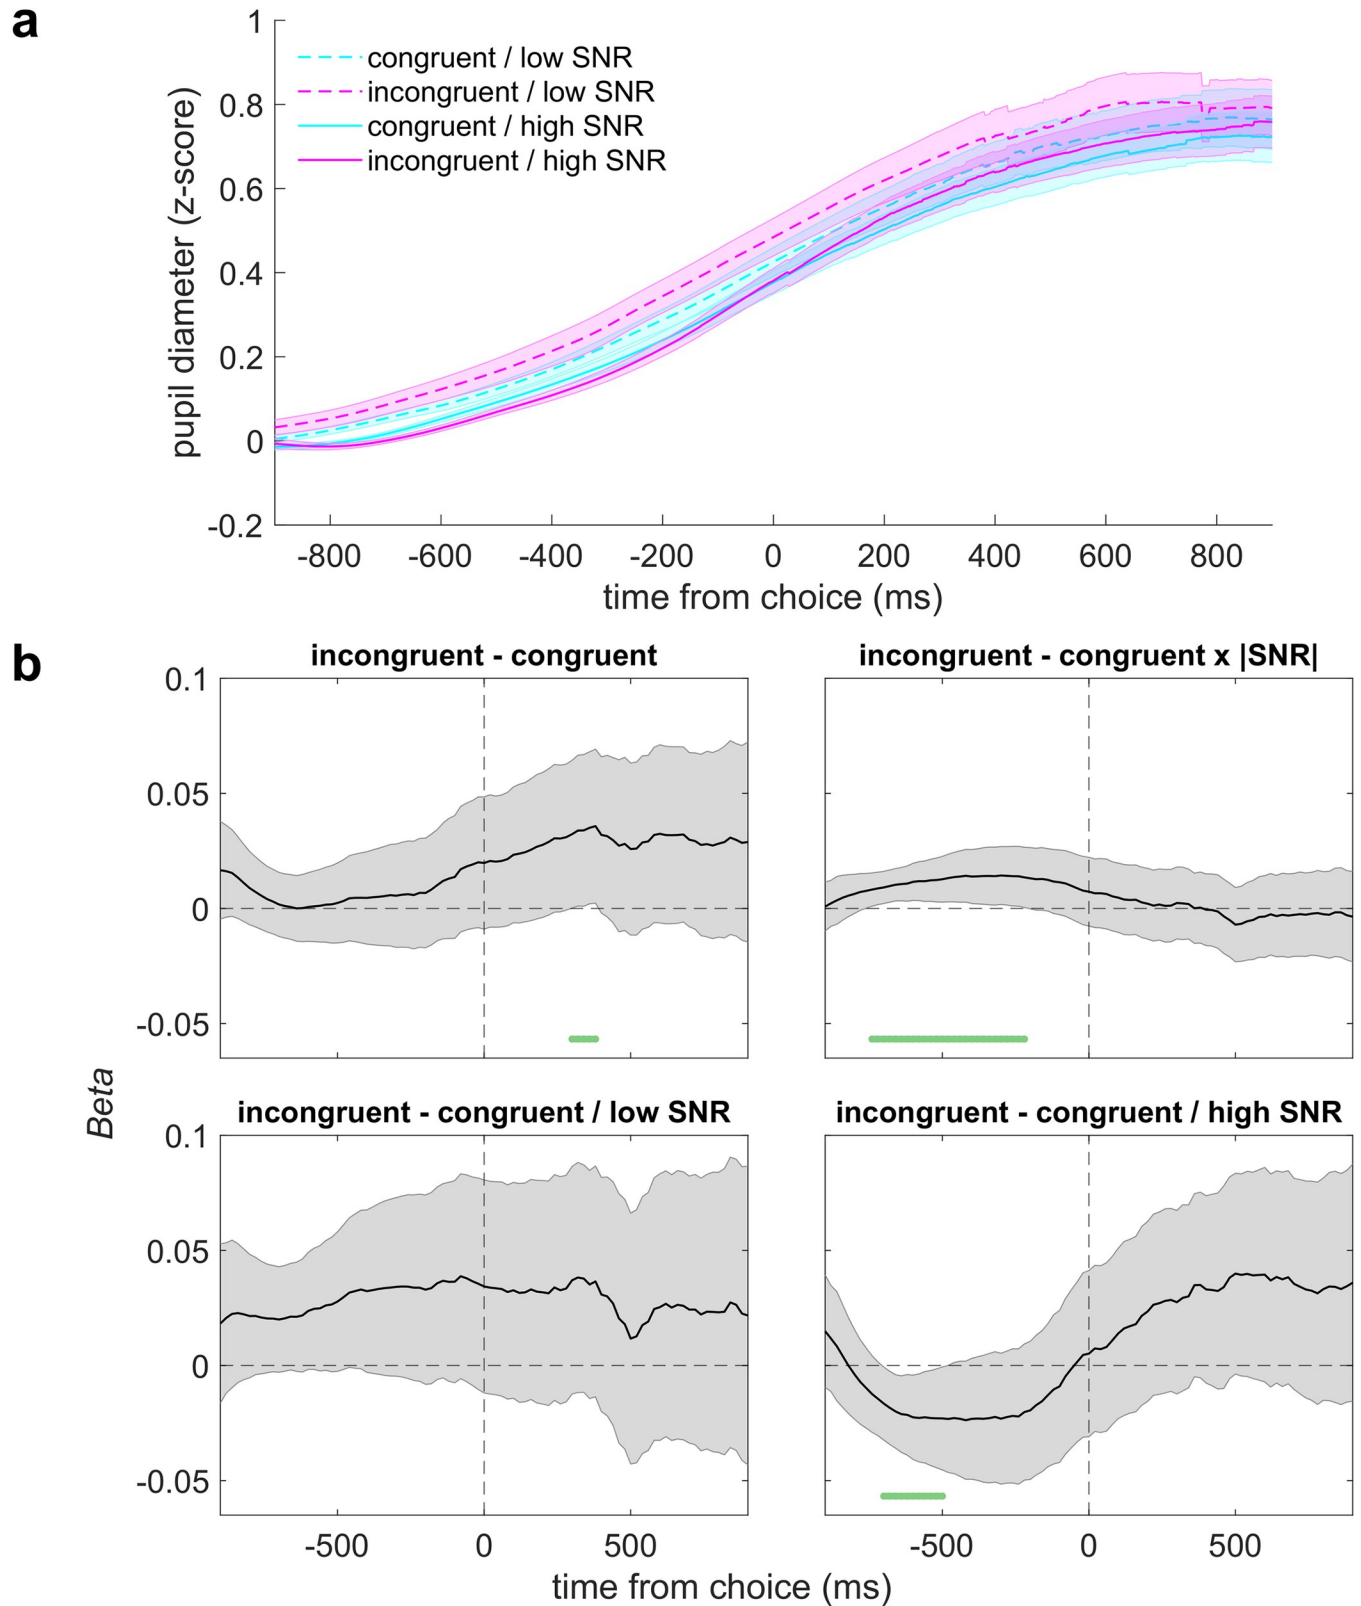 a
1
0.8
0.6
0.4
0.2
0
-0.2
pupil diameter (z-score)
congruent / low SNR
incongruent / low SNR
congruent / high SNR
incongruent / high SNR
-800 -600 -400 -200 0 200 400 600 800
time from choice (ms)
b
incongruent - congruent
incongruent - congruent x |SNR|
0.1
0.05
0
-0.05
Beta
incongruent - congruent / low SNR
incongruent - congruent / high SNR
0.1
0.05
0
-0.05
-500 0 500
-500 0 500
time from choice (ms)